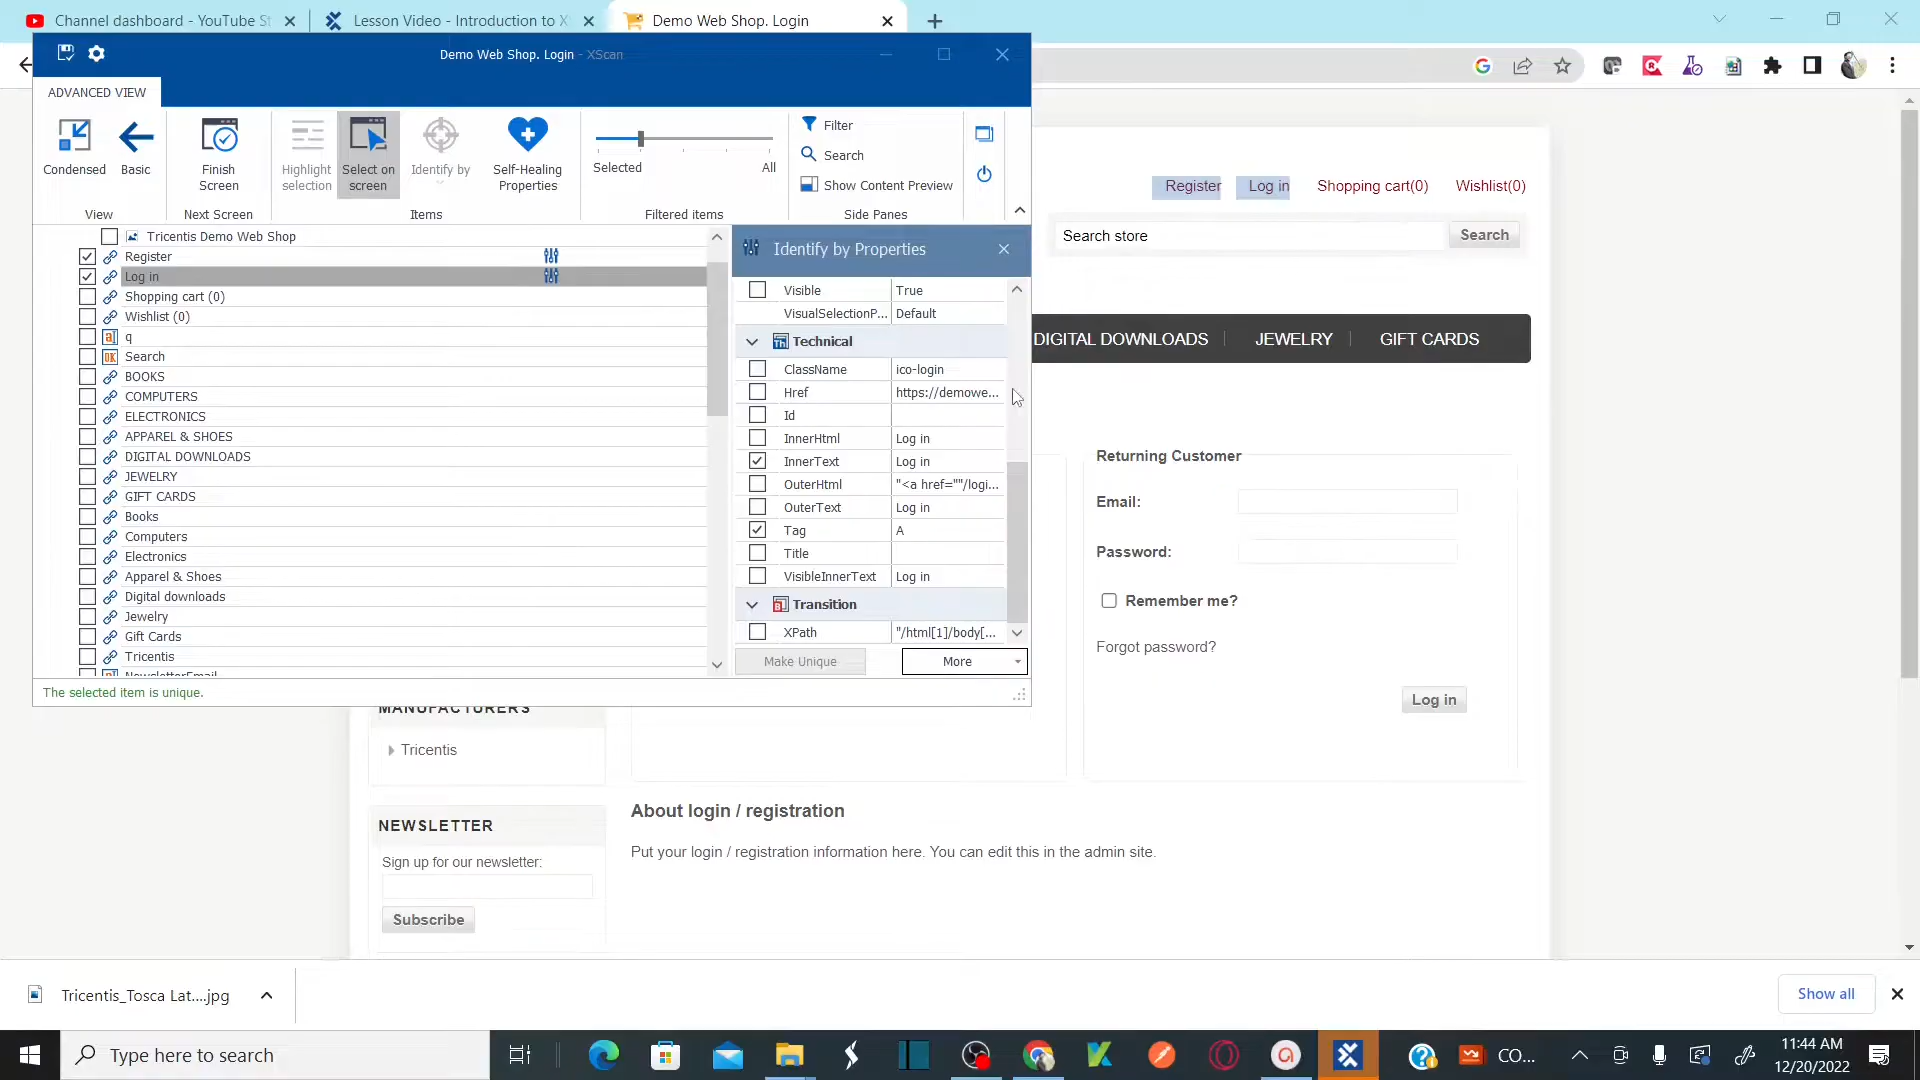 Channel dashboard - YouTube St
Lesson Video - Introduction to X
Demo Web Shop. Login
Demo Web Shop. Login - XScan
ADVANCED VIEW
Condensed
Basic
View
Finish
Screen
Next Screen
Highlight
selection
Select on
screen
Identify by
Self-Healing
Properties
Items
Selected
All
Filtered items
Filter
Search
Show Content Preview
Side Panes
Tricentis Demo Web Shop
Register
Log in
Shopping cart (0)
Wishlist (0)
q
Search
BOOKS
COMPUTERS
ELECTRONICS
APPAREL & SHOES
DIGITAL DOWNLOADS
JEWELRY
GIFT CARDS
Books
Computers
Electronics
Apparel & Shoes
Digital downloads
Jewelry
Gift Cards
Tricentis
NewsletterEmail
Identify by Properties
Visible True
VisualSelectionP... Default
Technical
ClassName ico-login
Href https://demowe...
Id
InnerHtml Log in
InnerText Log in
OuterHtml "<a href=""/logi...
OuterText Log in
Tag A
Title
VisibleInnerText Log in
Transition
XPath "/html[1]/body[...
Make Unique
More
The selected item is unique.
Register Log in Shopping cart(0) Wishlist(0)
Search store
Search
DIGITAL DOWNLOADS JEWELRY GIFT CARDS
Returning Customer
Email:
Password:
Remember me?
Forgot password?
Log in
MANUFACTURERS
Tricentis
NEWSLETTER
Sign up for our newsletter:
Subscribe
About login / registration
Put your login / registration information here. You can edit this in the admin site.
Tricentis_Tosca Lat....jpg
Show all
Type here to search
CO...
11:44 AM
12/20/2022